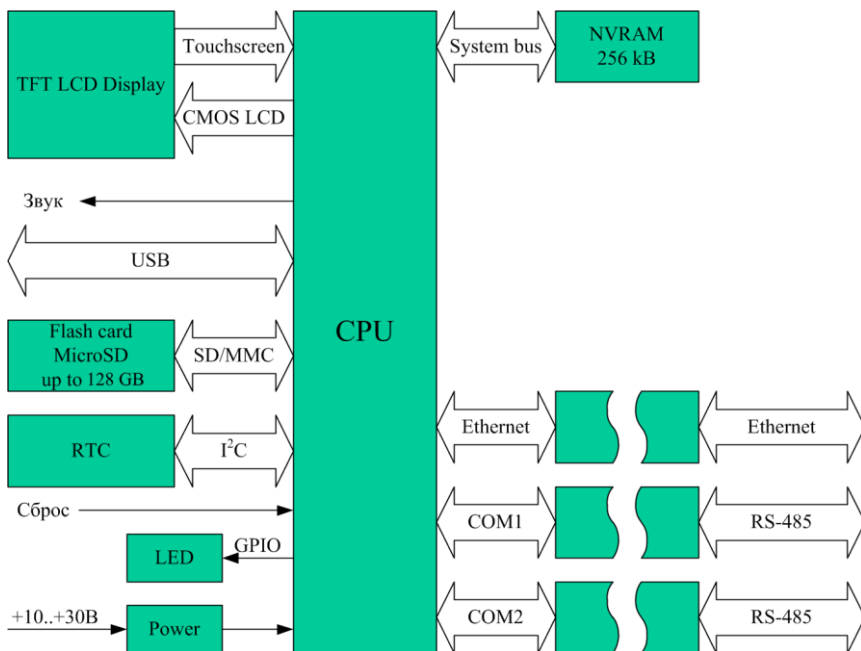 TFT LCD Display
Touchscreen
CMOS LCD
System bus
NVRAM
256 kB
Звук
USB
CPU
Flash card
MicroSD
up to 128 GB
SD/MMC
RTC
I²C
Ethernet
Ethernet
Сброс
COM1
RS-485
LED
GPIO
+10..+30В
Power
COM2
RS-485